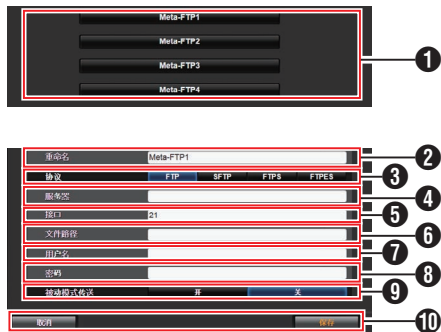 Meta-FTP1
Meta-FTP2
Meta-FTP3
Meta-FTP4
1
重命名 Meta-FTP1 2
协议 FTP SFTP FTPS FTPES 3
服务器 4
接口 21 5
文件路径 6
用户名 7
密码 8
被动模式传送 开 关 9
取消 保存 10